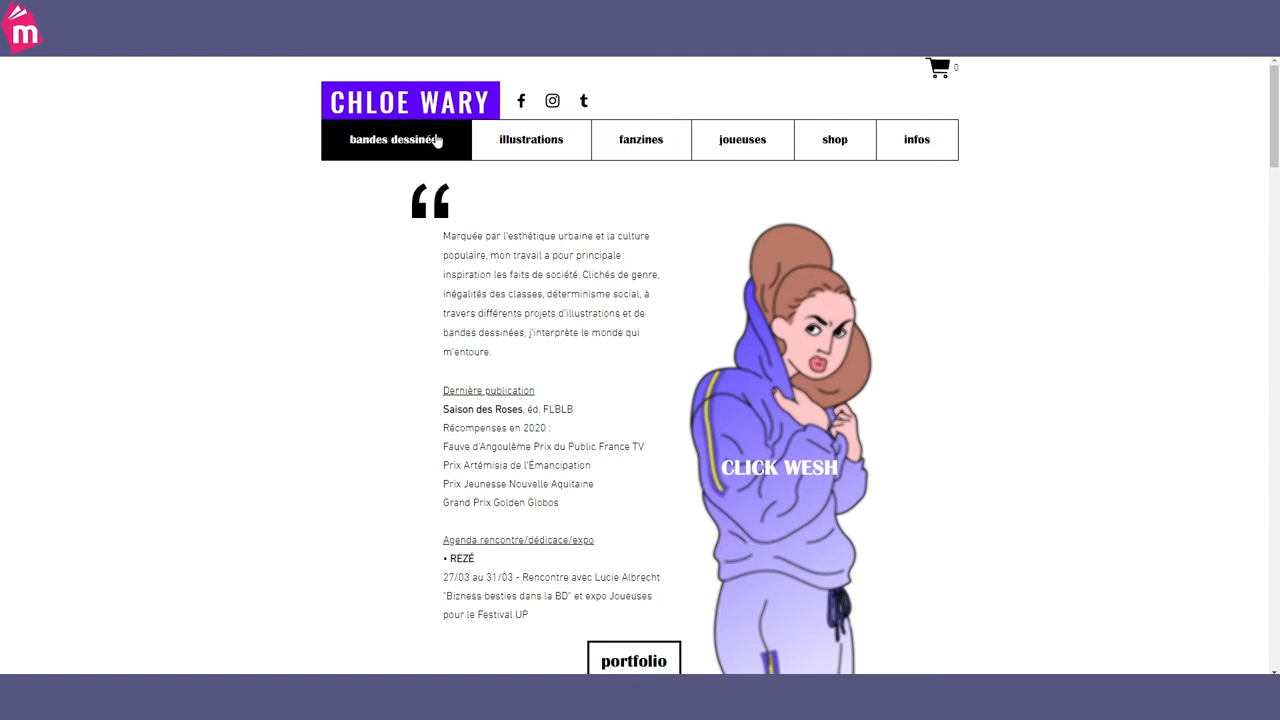 m
0
CHLOE WARY
bandes dessinées
illustrations
fanzines
joueuses
shop
infos
“
Marquée par l'esthétique urbaine et la culture
populaire, mon travail a pour principale
inspiration les faits de société. Clichés de genre,
inégalités des classes, déterminisme social, à
travers différents projets d'illustrations et de
bandes dessinées, j'interprète le monde qui
m'entoure.
Dernière publication
Saison des Roses, éd. FLBLB
Récompenses en 2020 :
Fauve d'Angoulême Prix du Public France TV
Prix Artémisia de l'Émancipation
Prix Jeunesse Nouvelle Aquitaine
Grand Prix Golden Globos
Agenda rencontre/dédicace/expo
• REZÉ
27/03 au 31/03 - Rencontre avec Lucie Albrecht
"Bizness besties dans la BD" et expo Joueuses
pour le Festival UP
CLICK WESH
portfolio